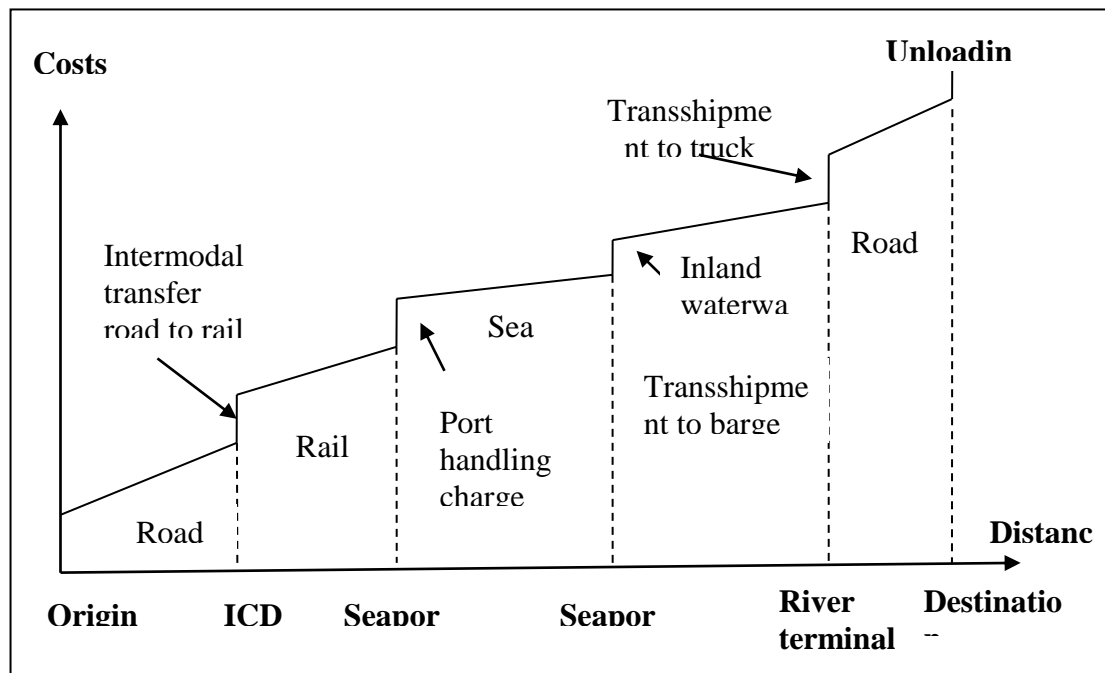 Costs
Unloadin
Transshipme
nt to truck
Intermodal
transfer
road to rail
Road
Inland
waterwa
Sea
Transshipme
nt to barge
Port
handling
charge
Rail
Road
Distanc
Origin
ICD
Seapor
Seapor
River
terminal
Destinatio
n